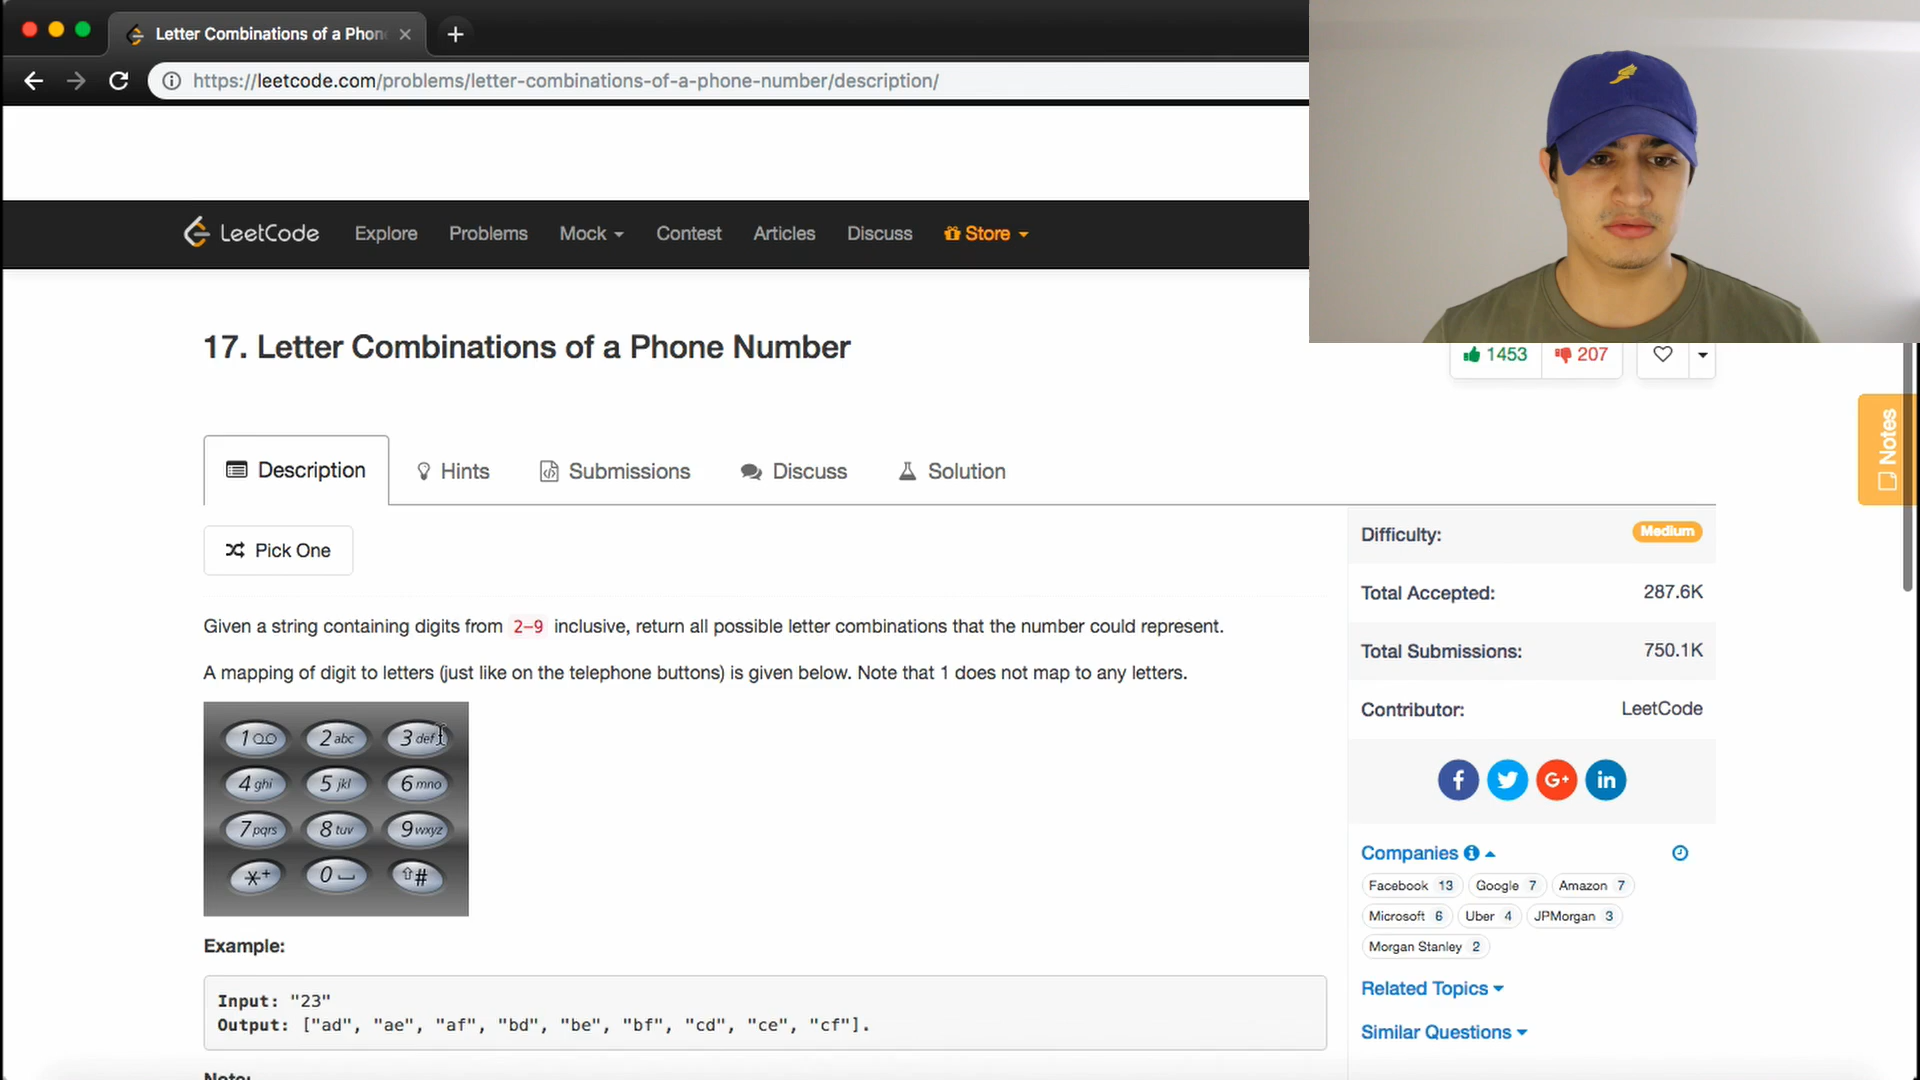 Letter Combinations of a Phon
https://leetcode.com/problems/letter-combinations-of-a-phone-number/description/
LeetCode Explore Problems Mock Contest Articles Discuss Store
17. Letter Combinations of a Phone Number
1453 207
Notes
Description Hints Submissions Discuss Solution
Pick One
Given a string containing digits from 2-9 inclusive, return all possible letter combinations that the number could represent.
A mapping of digit to letters (just like on the telephone buttons) is given below. Note that 1 does not map to any letters.
1 2 abc 3 def
4 ghi 5 jkl 6 mno
7 pqrs 8 tuv 9 wxyz
*+ 0 #
Example:
Input: "23"
Output: ["ad", "ae", "af", "bd", "be", "bf", "cd", "ce", "cf"].
Note:
Difficulty: Medium
Total Accepted: 287.6K
Total Submissions: 750.1K
Contributor: LeetCode
f G+ in
Companies
Facebook 13 Google 7 Amazon 7
Microsoft 6 Uber 4 JPMorgan 3
Morgan Stanley 2
Related Topics
Similar Questions